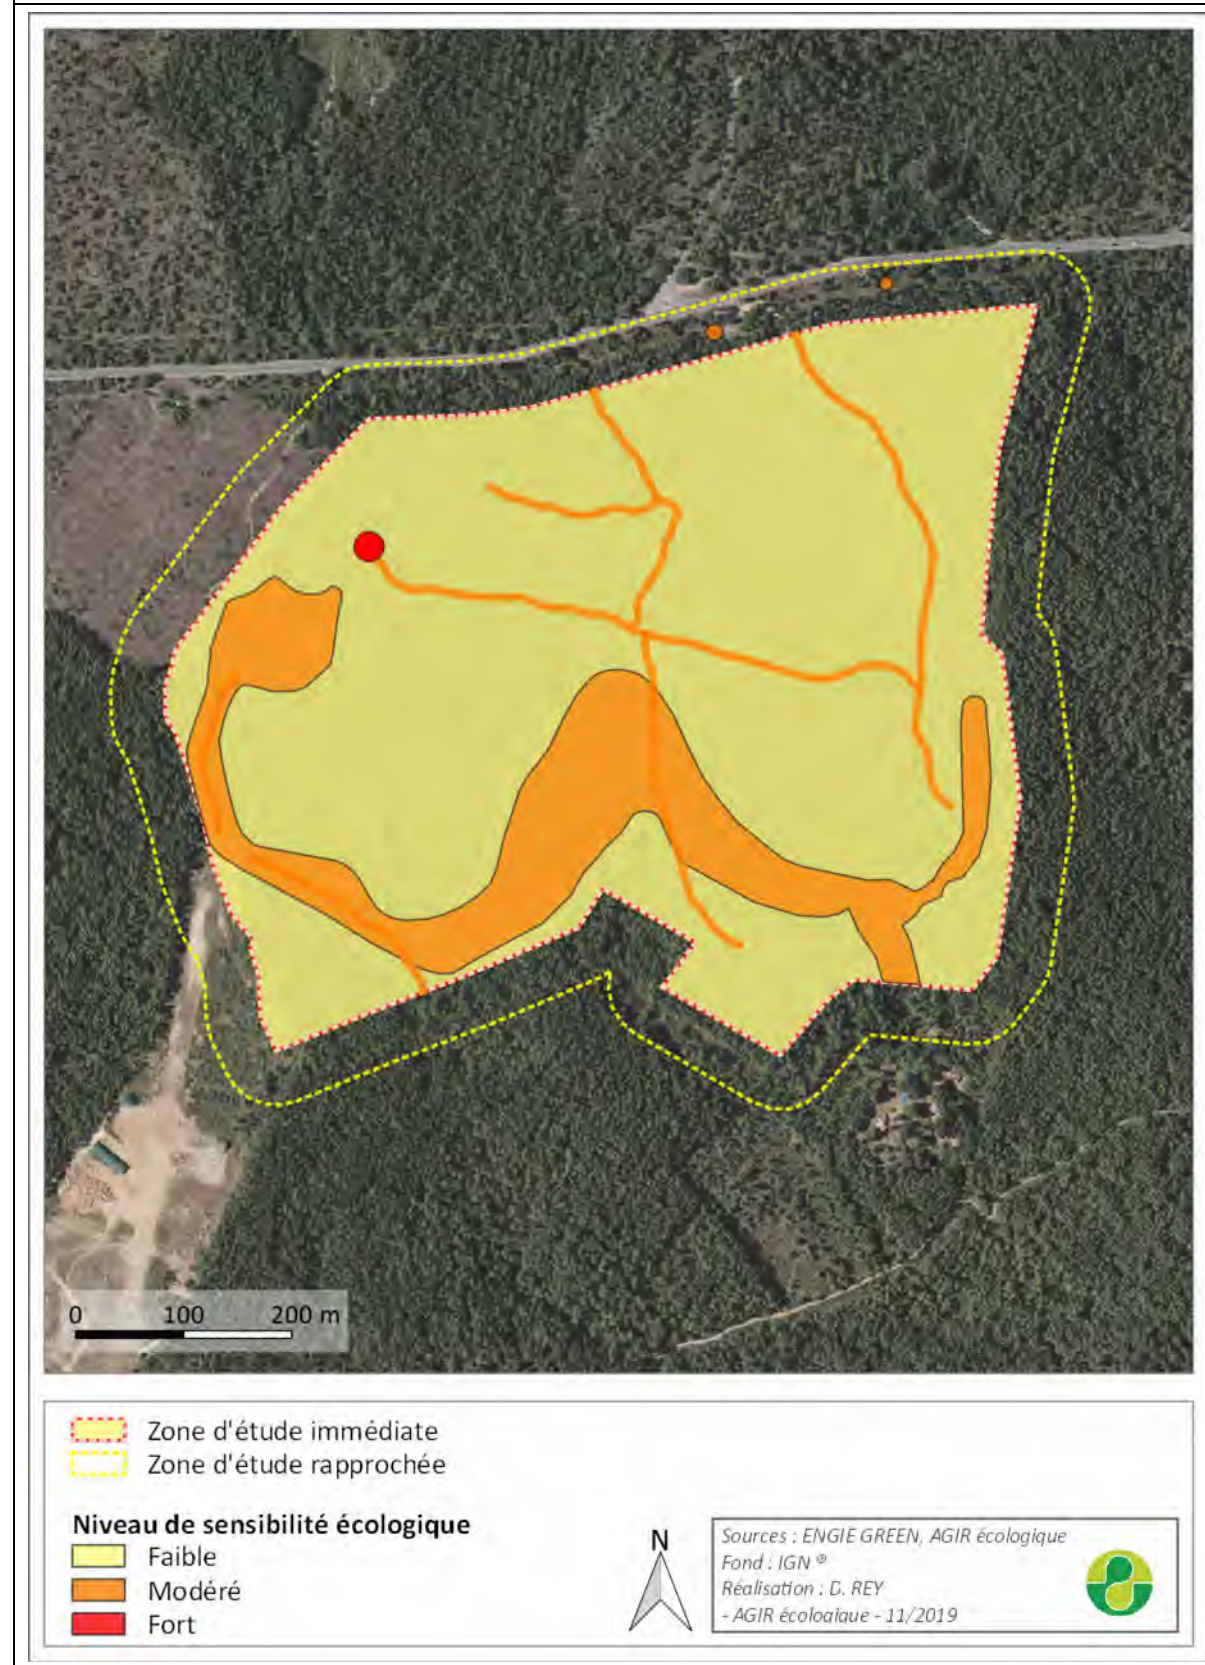 0 100 200 m
Zone d'étude immédiate
Zone d'étude rapprochée
Niveau de sensibilité écologique
Faible
Modéré
Fort
N
Sources : ENGIE GREEN, AGIR écologique
Fond : IGN ®
Réalisation : D. REY
- AGIR écologique - 11/2019